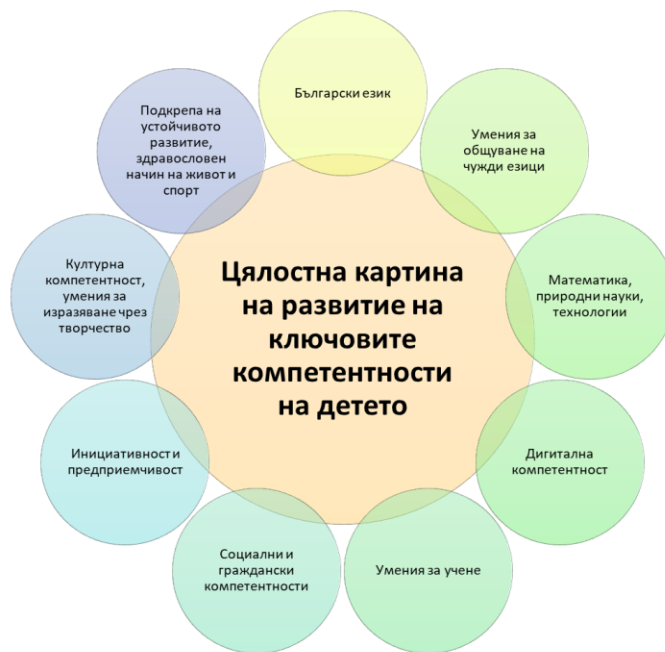 Български език
Умения за
общуване на
чужди езици
Математика,
природни науки,
технологии
Дигитална
компетентност
Умения за учене
Социални и
граждански
компетентности
Инициативност и
предприемчивост
Културна
компетентност,
умения за
изразяване чрез
творчество
Подкрепа на
устойчивото
развитие,
здравословен
начин на живот и
спорт
Цялостна картина
на развитие на
ключовите
компетентности
на детето